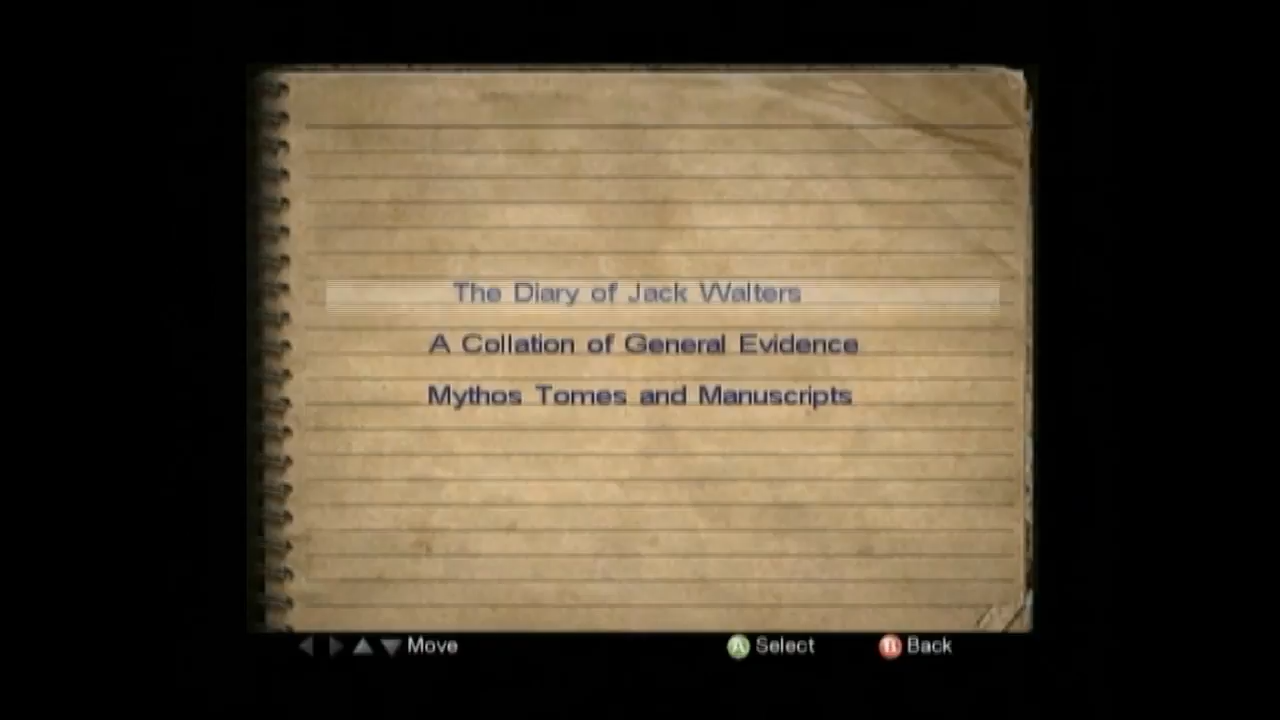 The Diary of Jack Walters
A Collation of General Evidence
Mythos Tomes and Manuscripts
Move
A Select
B Back